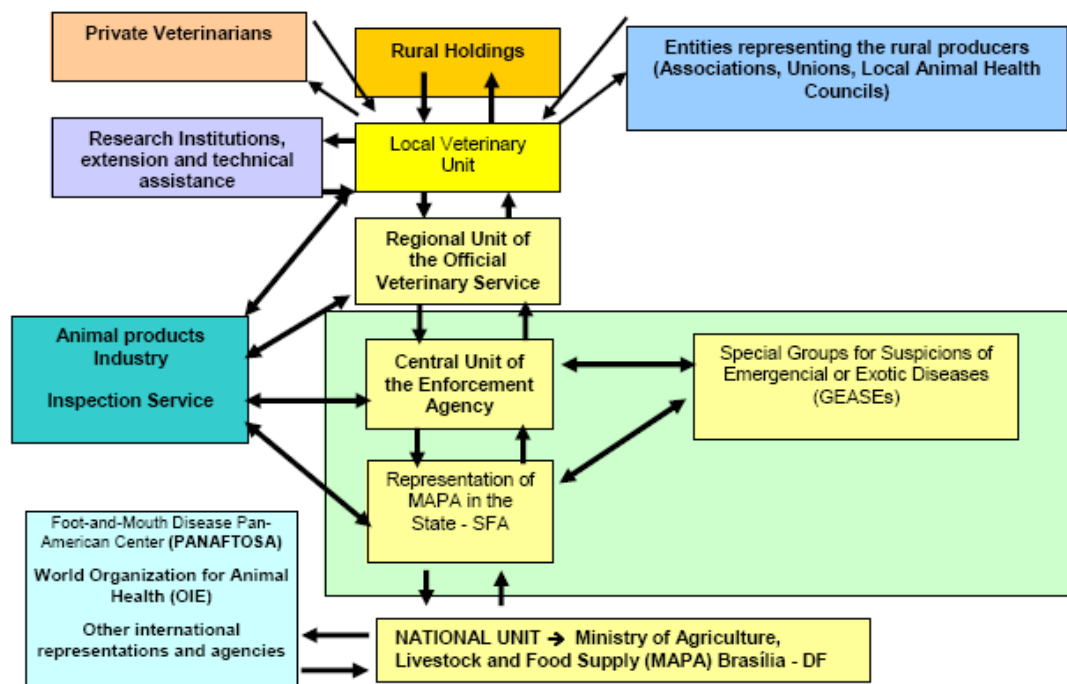 Private Veterinarians
Rural Holdings
Entities representing the rural producers
(Associations, Unions, Local Animal Health
Councils)
Research Institutions,
extension and technical
assistance
Local Veterinary
Unit
Regional Unit of
the Official
Veterinary Service
Animal products
Industry
Inspection Service
Central Unit of
the Enforcement
Agency
Special Groups for Suspicions of
Emergencial or Exotic Diseases
(GEASEs)
Representation of
MAPA in the
State - SFA
Foot-and-Mouth Disease Pan-
American Center (PANAFTOSA)
World Organization for Animal
Health (OIE)
Other international
representations and agencies
NATIONAL UNIT → Ministry of Agriculture,
Livestock and Food Supply (MAPA) Brasília - DF